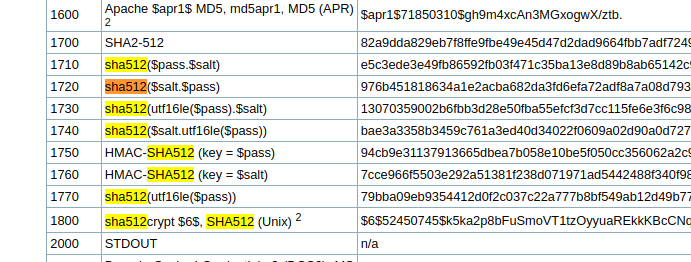 1600 Apache $apr1$ MD5, md5apr1, MD5 (APR) 2 $apr1$71850310$gh9m4xcAn3MGxogwX/ztb.
1700 SHA2-512 82a9dda829eb7f8ffe9fbe49e45d47d2dad9664fbb7adf7249
1710 sha512($pass.$salt) e5c3ede3e49fb86592fb03f471c35ba13e8d89b8ab65142c9
1720 sha512($salt.$pass) 976b451818634a1e2acba682da3fd6efa72adf8a7a08d793
1730 sha512(utf16le($pass).$salt) 13070359002b6fbb3d28e50fba55efcf3d7cc115fe6e3f6c98
1740 sha512($salt.utf16le($pass)) bae3a3358b3459c761a3ed40d34022f0609a02d90a0d727
1750 HMAC-SHA512 (key = $pass) 94cb9e31137913665dbea7b058e10be5f050cc356062a2c9
1760 HMAC-SHA512 (key = $salt) 7cce966f5503e292a51381f238d071971ad5442488f340f98
1770 sha512(utf16le($pass)) 79bba09eb9354412d0f2c037c22a777b8bf549ab12d49b77
1800 sha512crypt $6$, SHA512 (Unix) 2 $6$52450745$k5ka2p8bFuSmoVT1tzOyyuaREkkKBcCNq
2000 STDOUT n/a